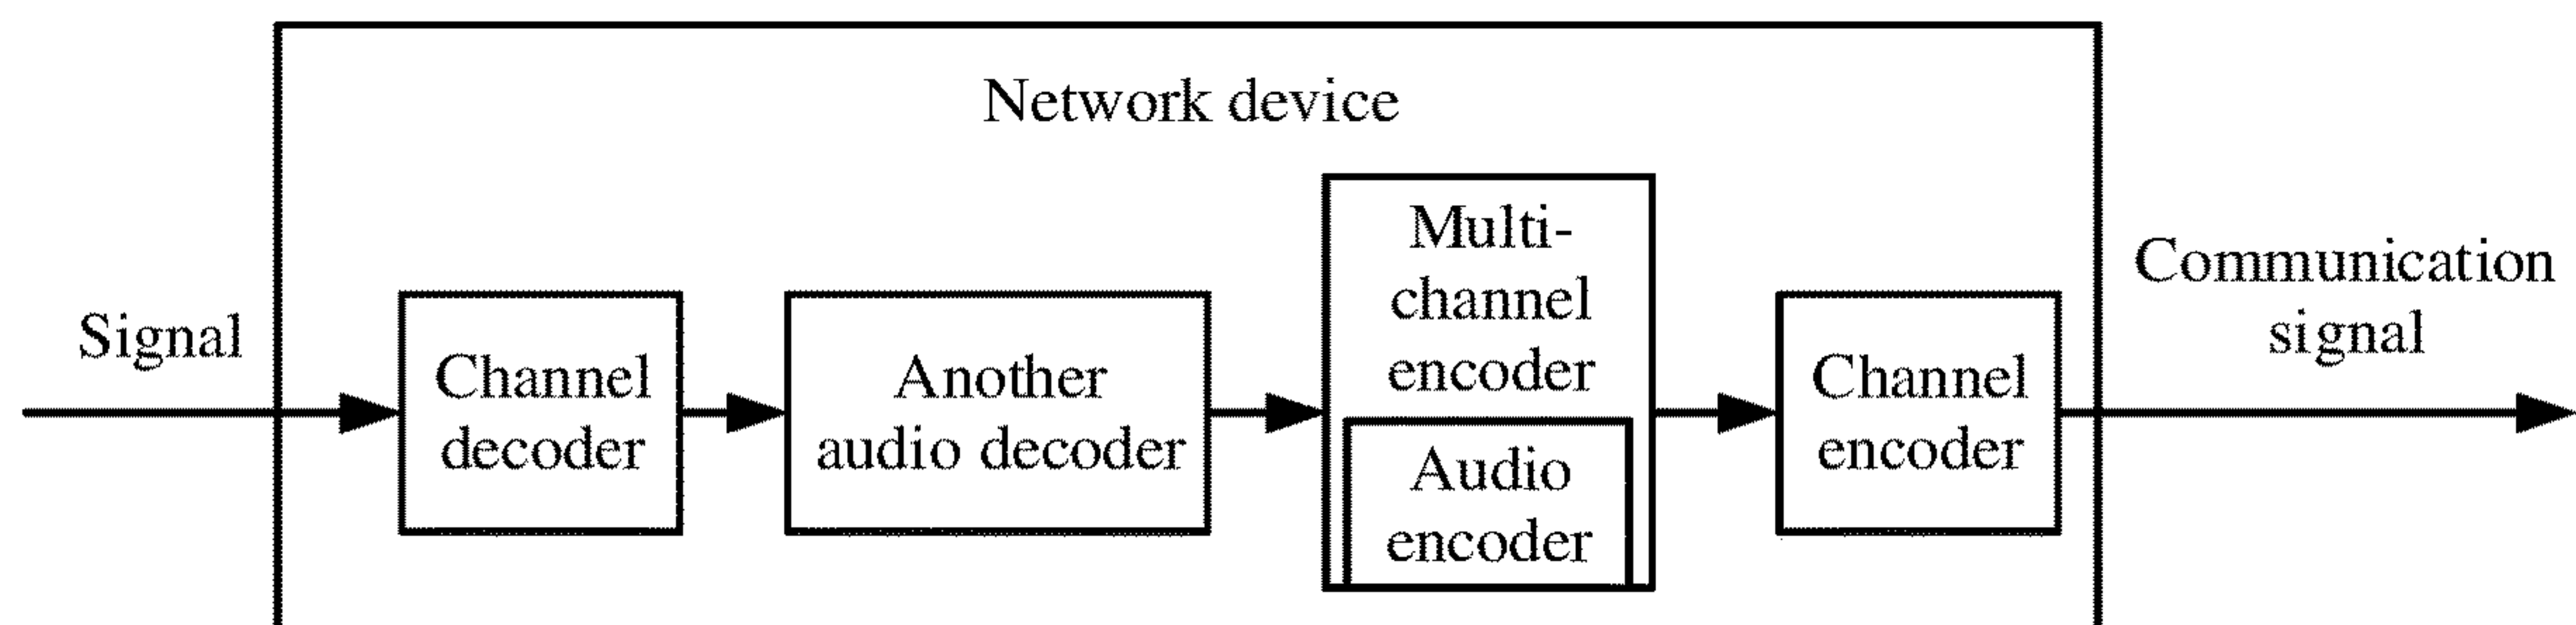 Network device
Signal
Channel
decoder
Another
audio decoder
Multi-
channel
encoder
Audio
encoder
Channel
encoder
Communication
signal